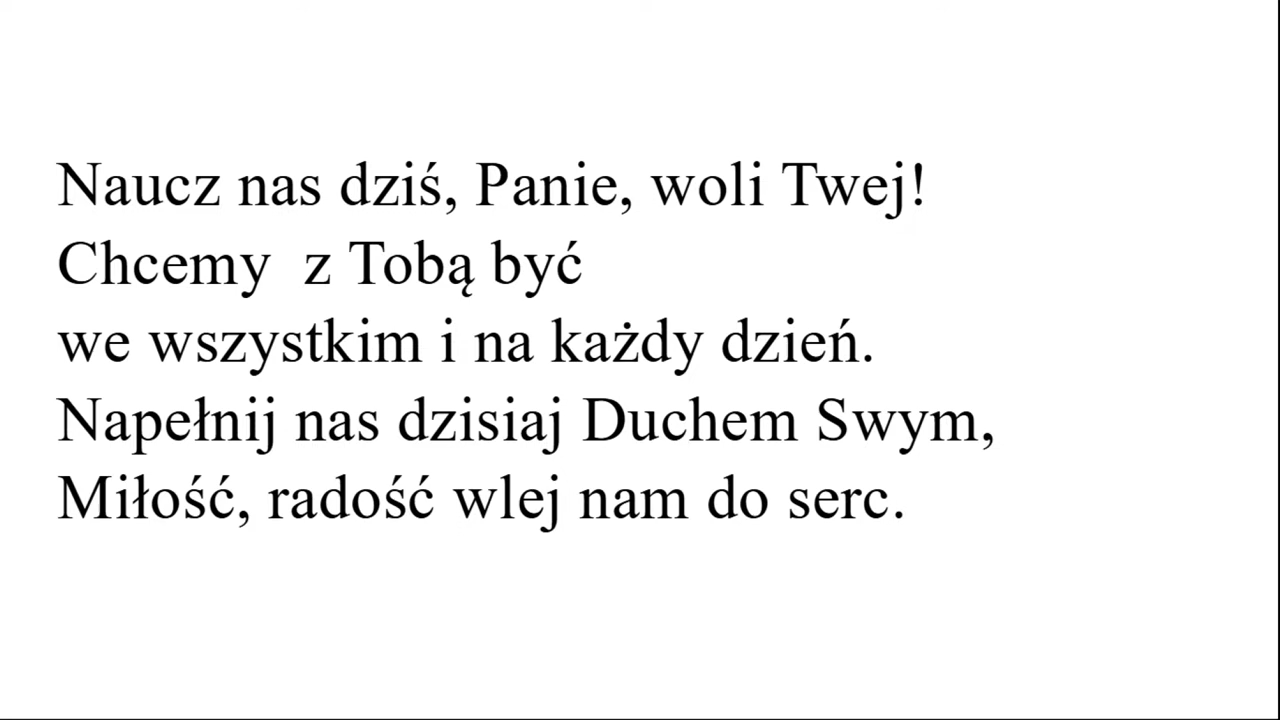 Naucz nas dziś, Panie, woli Twej!
Chcemy  z Tobą być
we wszystkim i na każdy dzień.
Napełnij nas dzisiaj Duchem Swym,
Miłość, radość wlej nam do serc.